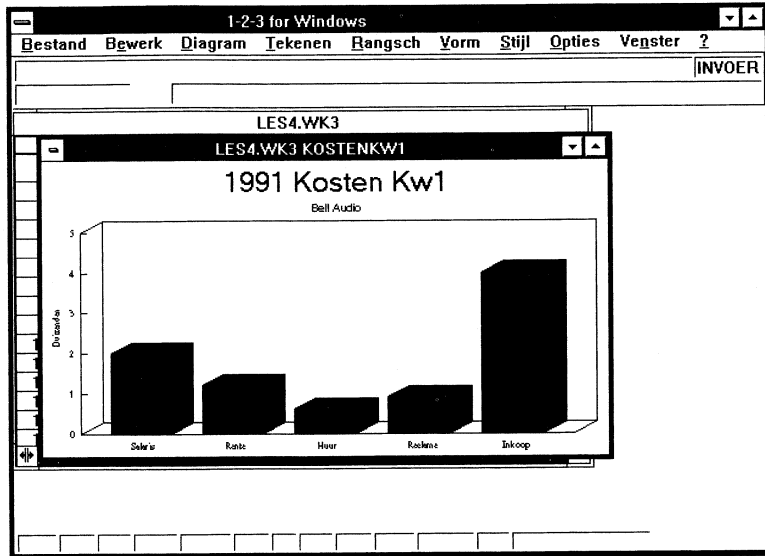 1-2-3 for Windows
Bestand Bewerk Diagram Tekenen Rangsch Vorm Stijl Opties Venster ?
INVOER
LES4.WK3
LES4.WK3 KOSTENKW1
1991 Kosten Kw1
Bell Audio
5
4
3
2
1
0
Duizenden
Salaris Rente Huur Reclame Inkoop